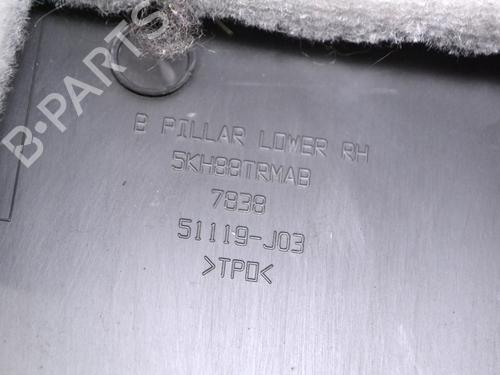 B-PARTS
B PILLAR LOWER RH
5KH88TRMAB
7838
51119-J03
>TPO<